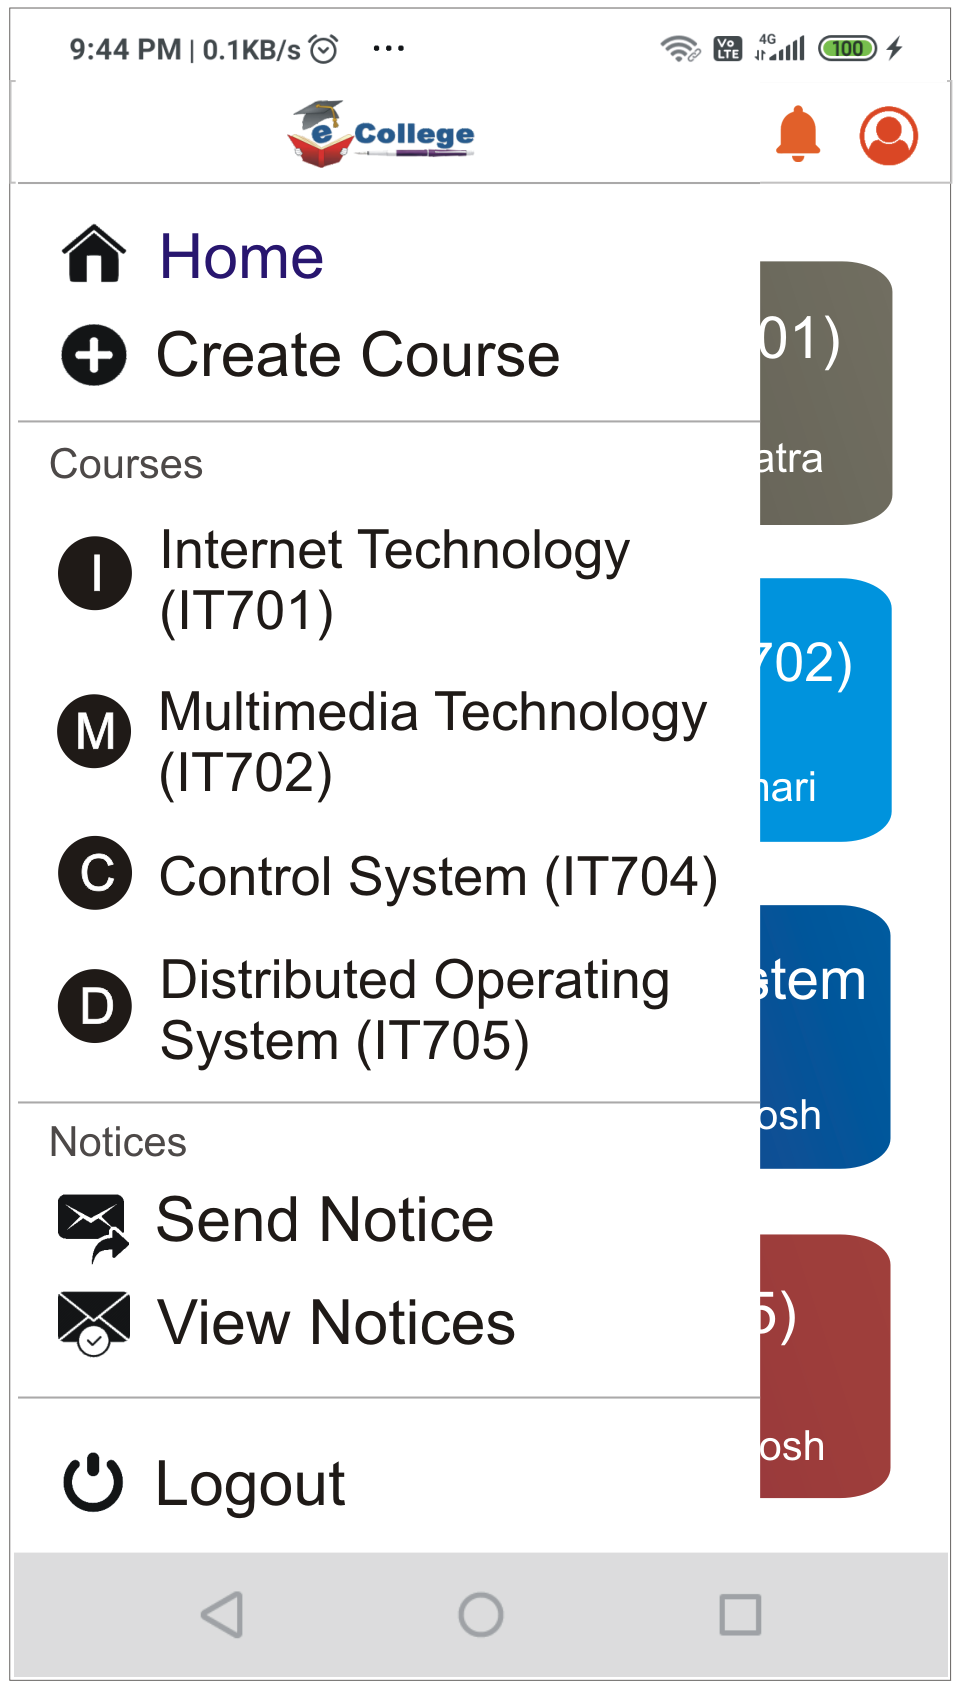 9:44 PM | 0.1KB/s
Vo LTE 4G 100
e College
Home
Create Course
Courses
I Internet Technology
(IT701)
M Multimedia Technology
(IT702)
C Control System (IT704)
D Distributed Operating
System (IT705)
Notices
Send Notice
View Notices
Logout
01)
atra
702)
stem
osh
5)
osh